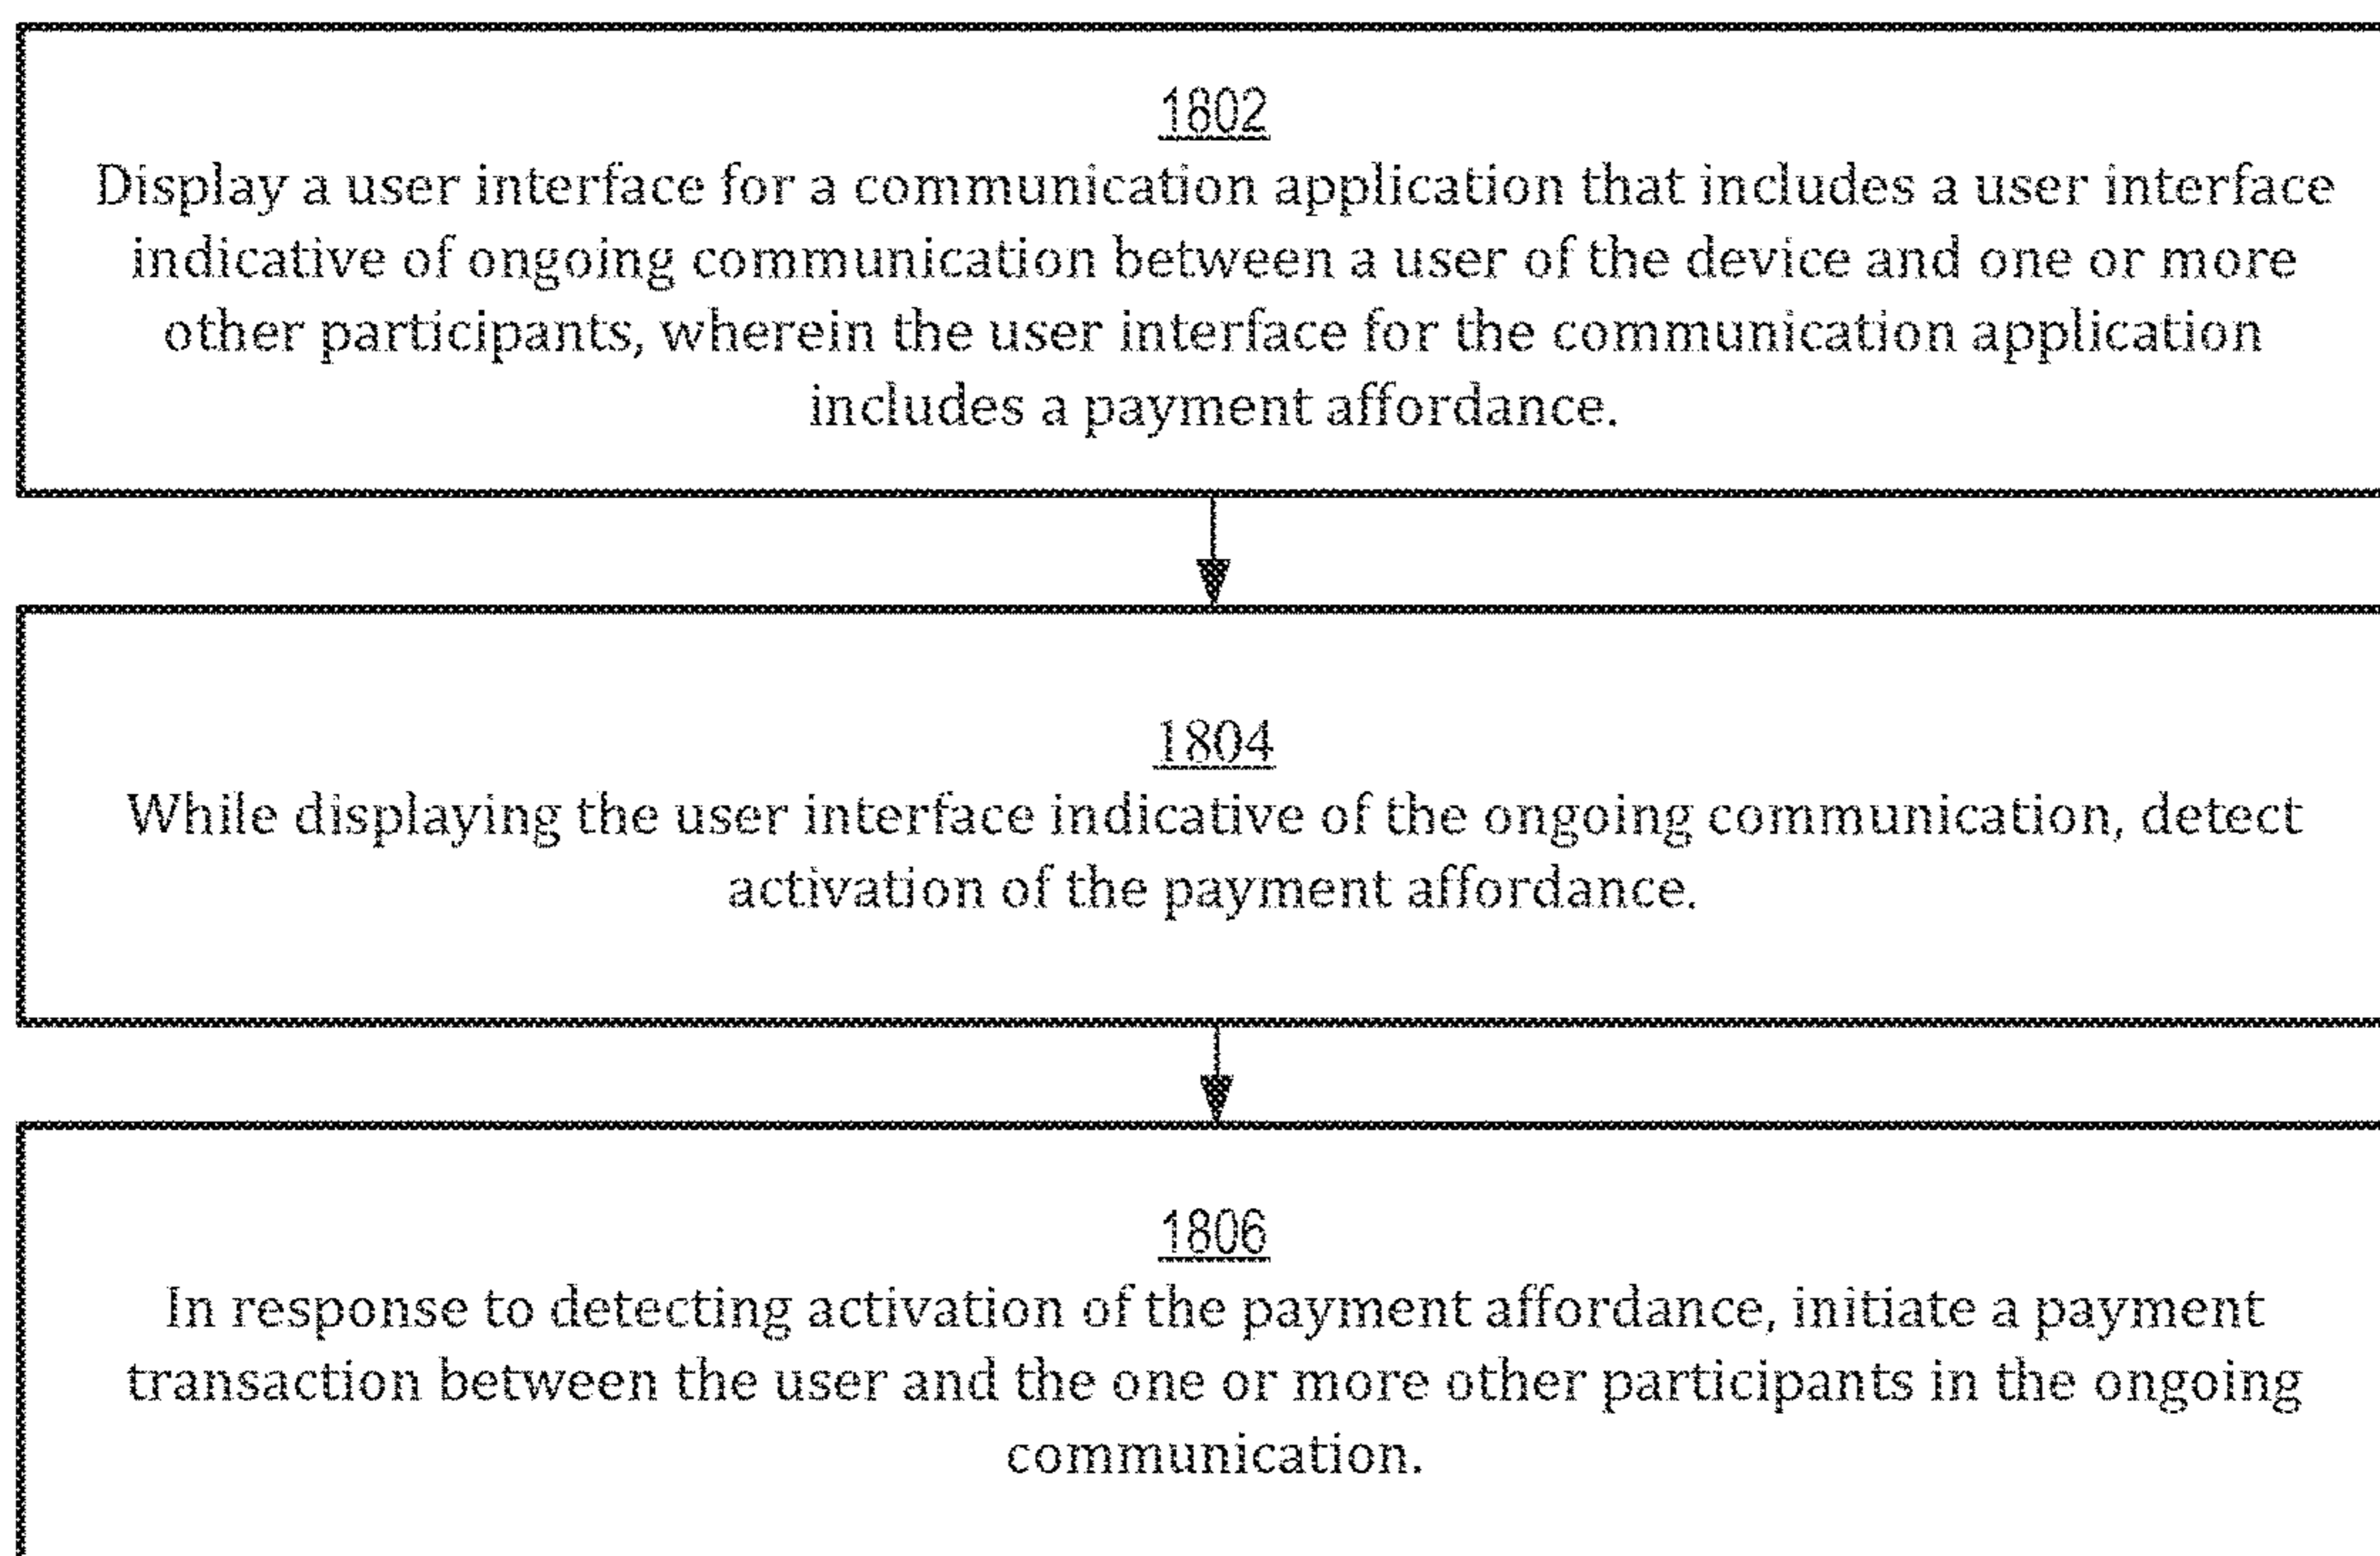 1802
Display a user interface for a communication application that includes a user interface
indicative of ongoing communication between a user of the device and one or more
other participants, wherein the user interface for the communication application
includes a payment affordance.
1804
While displaying the user interface indicative of the ongoing communication, detect
activation of the payment affordance.
1806
In response to detecting activation of the payment affordance, initiate a payment
transaction between the user and the one or more other participants in the ongoing
communication.